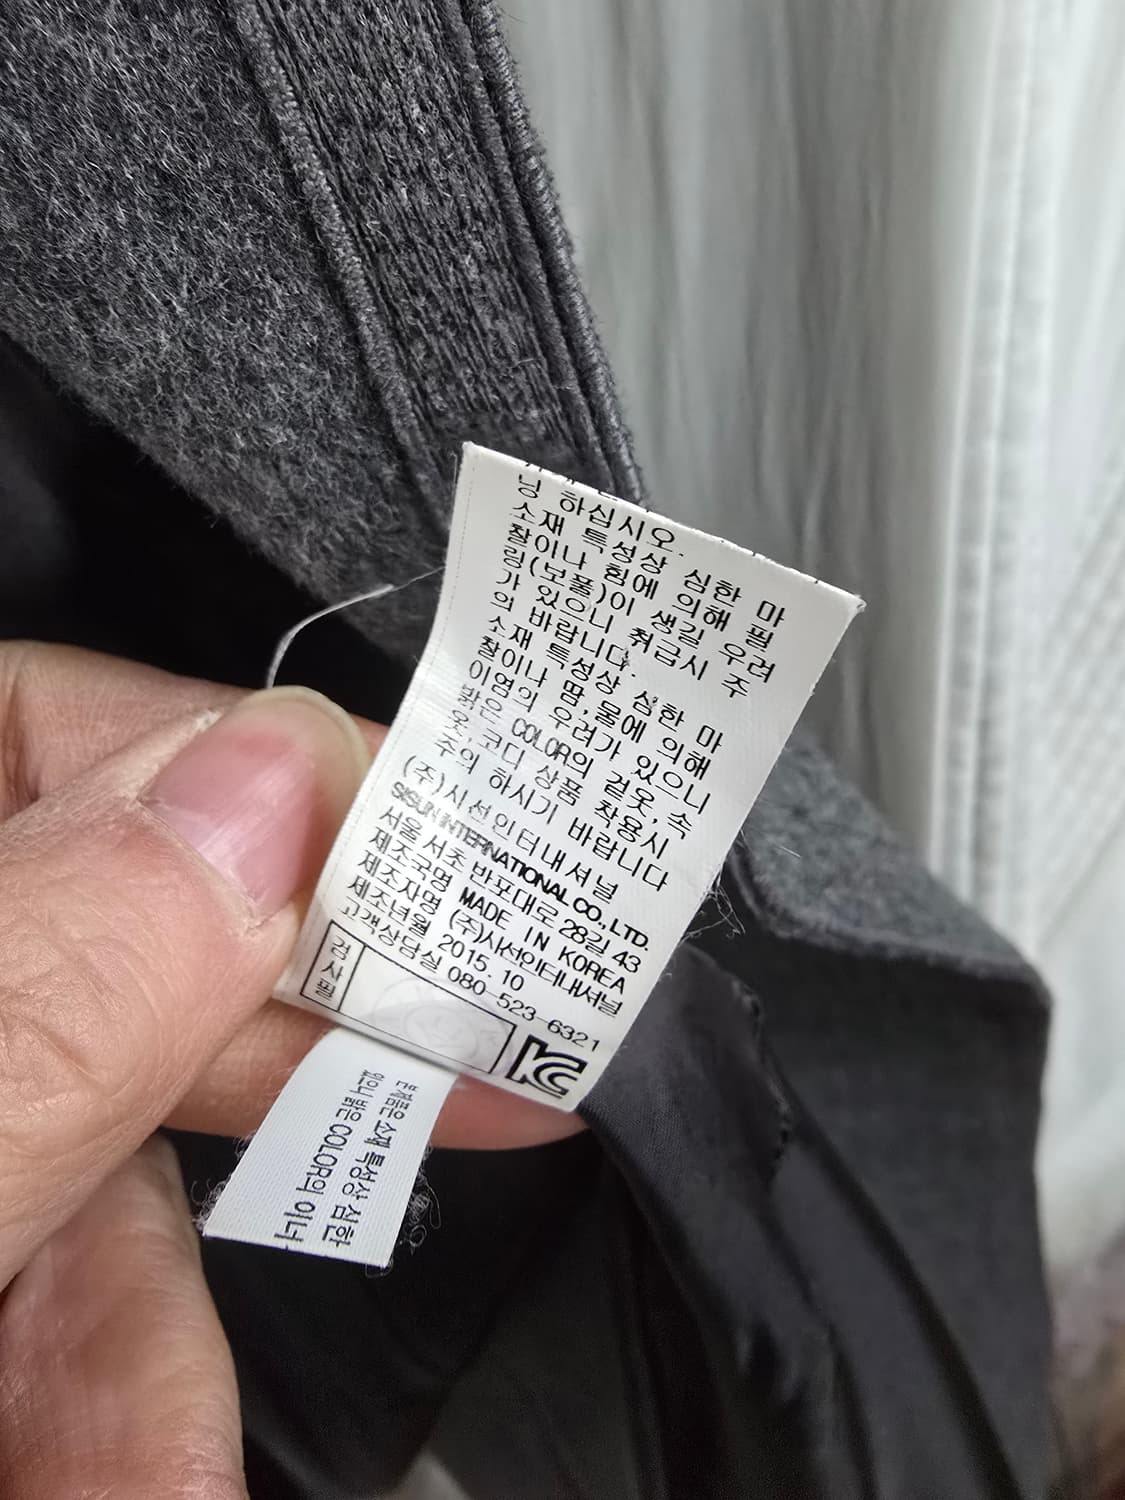 닝 하십시오.
소재 특성상 심한 마
찰이나 힘에 의해 필
링(보풀)이 생길 우려
가 있으니 취급시 주
의 바랍니다.
소재 특성상 심한 마
찰이나 땀,물에 의해
이염의 우려가 있으니
밝은 COLOR의 겉옷,속
옷,코디 상품 착용시
주의 하시기 바랍니다
(주)시선인터내셔널
SISUN INTERNATIONAL CO., LTD.
서울 서초 반포대로 28길 43
제조국명 MADE IN KOREA
제조자명 (주)시선인터내셔널
제조년월 2015. 10
고객상담실 080-523-6321
검사필
본제품은 소재 특성상 심한
있으니 밝은 COLOR의 이너